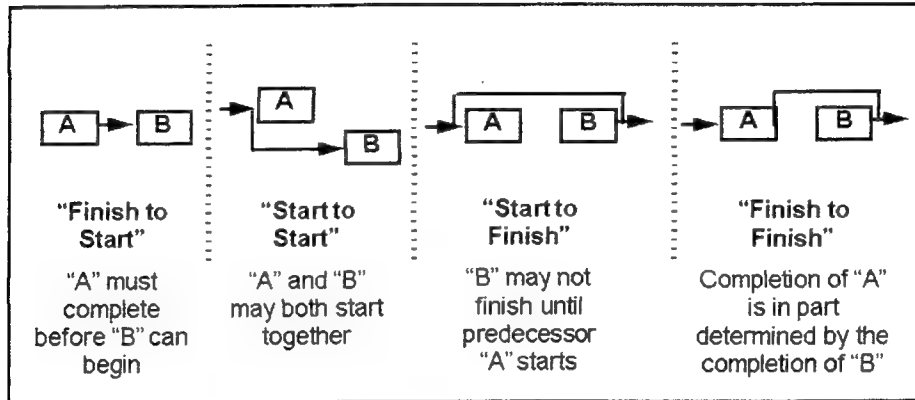 A
B
"Finish to
Start"
"A" must
complete
before "B" can
begin
A
B
"Start to
Start"
"A" and "B"
may both start
together
A
B
"Start to
Finish"
"B" may not
finish until
predecessor
"A" starts
A
B
"Finish to
Finish"
Completion of "A"
is in part
determined by the
completion of "B"